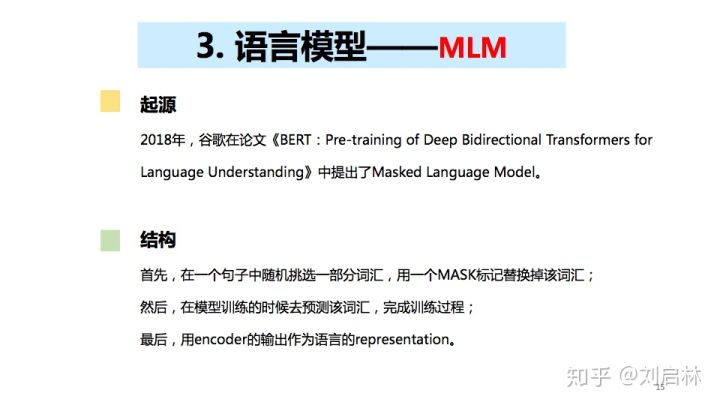 3. 语言模型——MLM
起源
2018年，谷歌在论文《BERT：Pre-training of Deep Bidirectional Transformers for
Language Understanding》中提出了Masked Language Model。
结构
首先，在一个句子中随机挑选一部分词汇，用一个MASK标记替换掉该词汇；
然后，在模型训练的时候去预测该词汇，完成训练过程；
最后，用encoder的输出作为语言的representation。
知乎 @刘启林
15